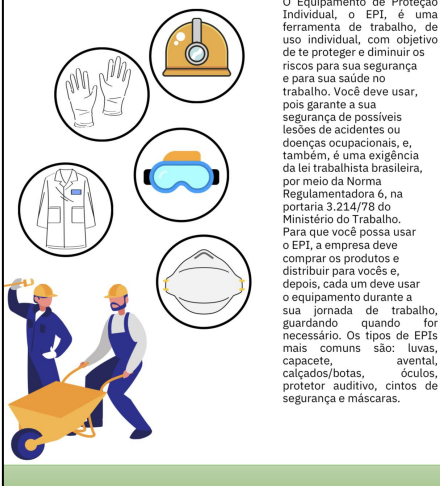 O Equipamento de Proteção
Individual, o EPI, é uma
ferramenta de trabalho, de
uso individual, com objetivo
de te proteger e diminuir os
riscos para sua segurança
e para sua saúde no
trabalho. Você deve usar,
pois garante a sua
segurança de possíveis
lesões de acidentes ou
doenças ocupacionais, e,
também, é uma exigência
da lei trabalhista brasileira,
por meio da Norma
Regulamentadora 6, na
portaria 3.214/78 do
Ministério do Trabalho.
Para que você possa usar
o EPI, a empresa deve
comprar os produtos e
distribuir para vocês e,
depois, cada um deve usar
o equipamento durante a
sua jornada de trabalho,
guardando quando for
necessário. Os tipos de EPIs
mais comuns são: luvas,
capacete, avental,
calçados/botas, óculos,
protetor auditivo, cintos de
segurança e máscaras.